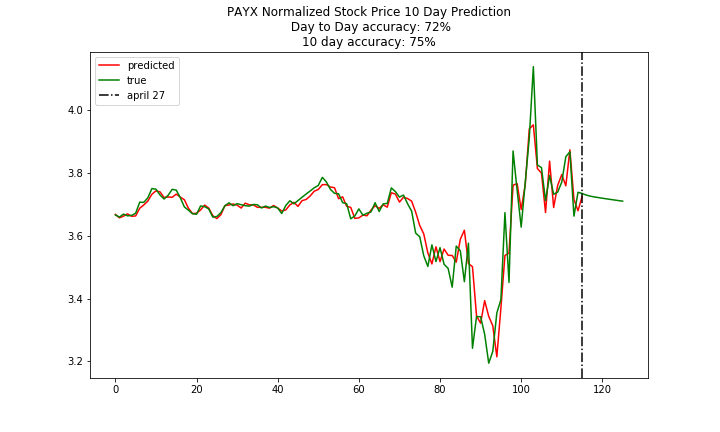 PAYX Normalized Stock Price 10 Day Prediction
Day to Day accuracy: 72%
10 day accuracy: 75%
predicted
true
april 27
4.0
3.8
3.6
3.4
3.2
0 20 40 60 80 100 120